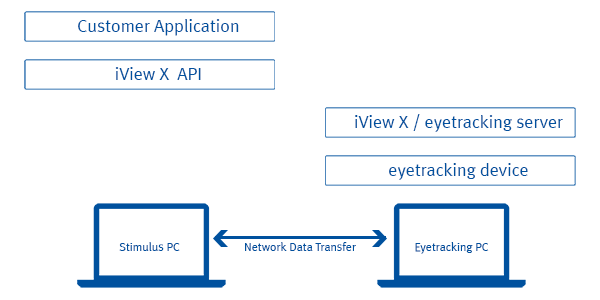 Customer Application
iView X API
iView X / eyetracking server
eyetracking device
Stimulus PC
Network Data Transfer
Eyetracking PC